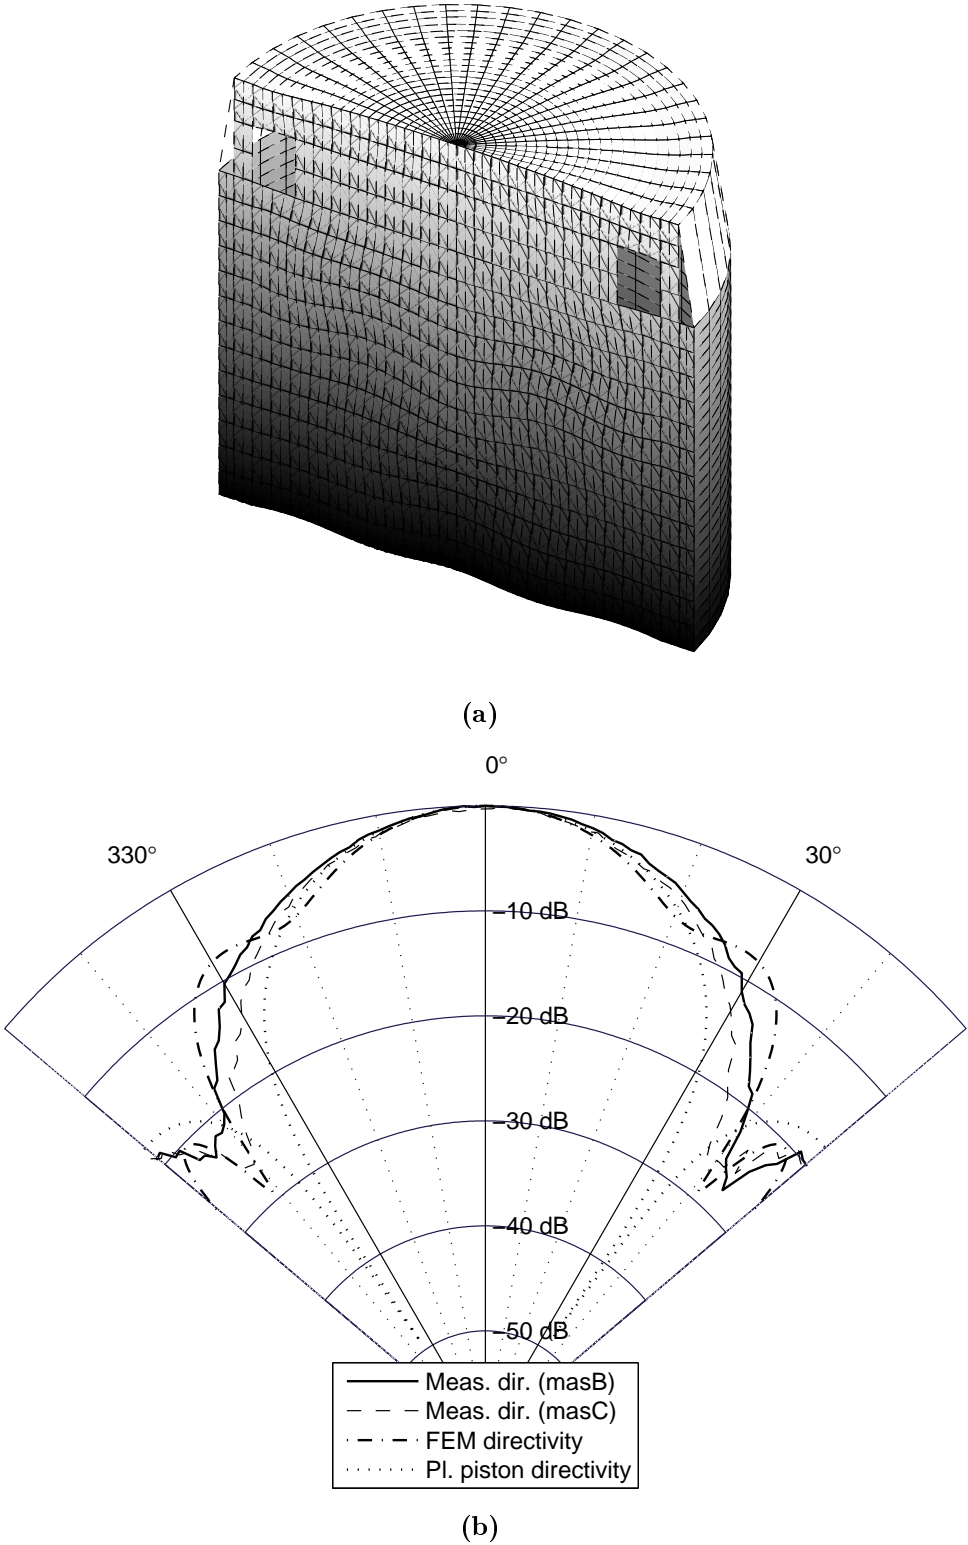 (a)
0°
330°
30°
−10 dB
−20 dB
−30 dB
−40 dB
−50 dB
Meas. dir. (masB)
Meas. dir. (masC)
FEM directivity
Pl. piston directivity
(b)